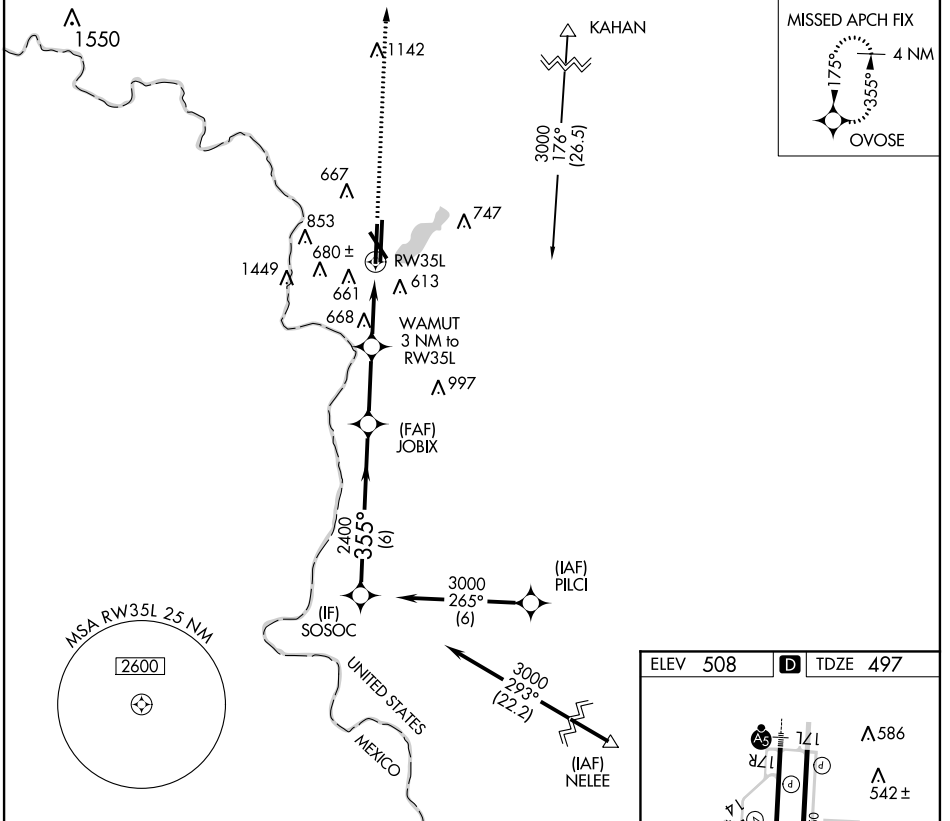 1550
1142
KAHAN
3000
176°
(26.5)
MISSED APCH FIX
4 NM
175°
355°
OVOSE
667
747
853
680 ±
1449
661
RW35L
613
668
WAMUT
3 NM to
RW35L
997
(FAF)
JOBIX
2400
355°
(6)
(IAF)
PILCI
3000
265°
(6)
(IF)
SOSOC
MSA RW35L 25 NM
2600
3000
293°
(22.2)
(IAF)
NELEE
UNITED STATES
MEXICO
ELEV 508
D
TDZE 497
A5
17R
17L
586
P
P
542 ±
14